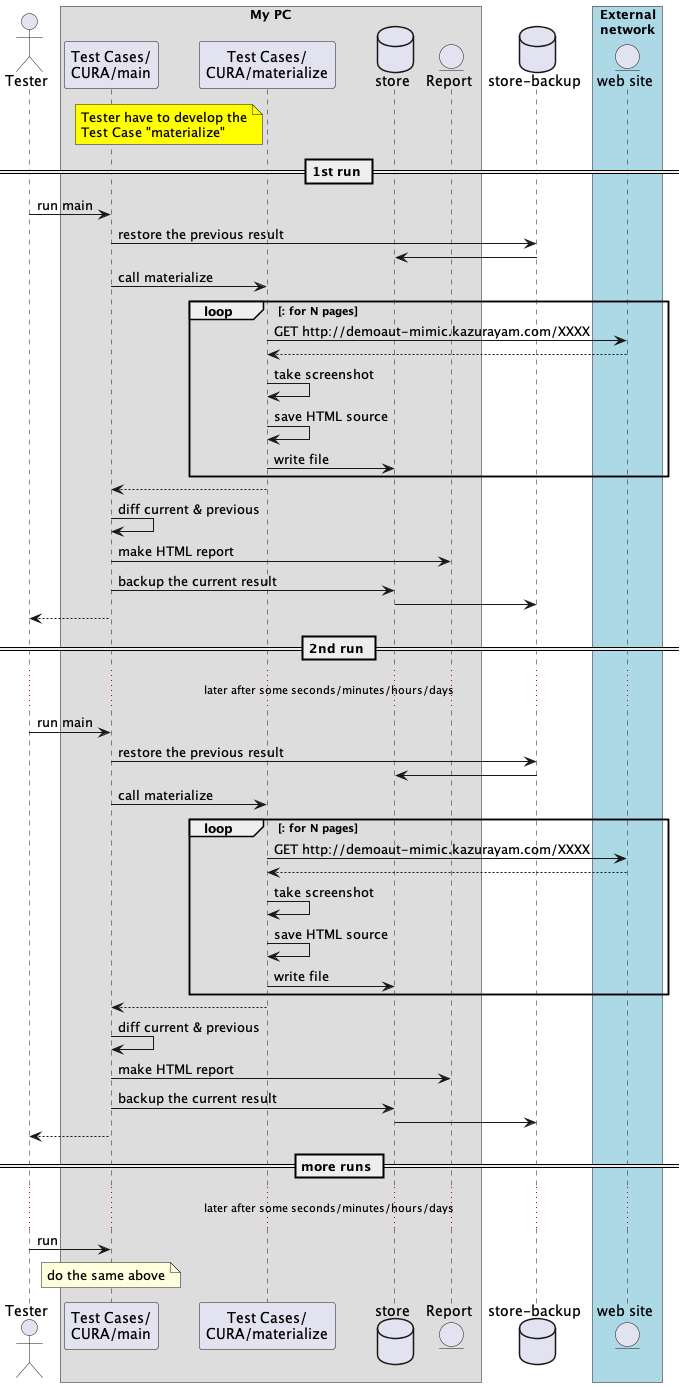 My PC
External
network
Tester
Test Cases/
CURA/main
Test Cases/
CURA/materialize
store
Report
store-backup
web site
Tester have to develop the
Test Case "materialize"
1st run
run main
restore the previous result
call materialize
loop
[: for N pages]
GET http://demoaut-mimic.kazurayam.com/XXXX
take screenshot
save HTML source
write file
diff current & previous
make HTML report
backup the current result
2nd run
later after some seconds/minutes/hours/days
run main
restore the previous result
call materialize
loop
[: for N pages]
GET http://demoaut-mimic.kazurayam.com/XXXX
take screenshot
save HTML source
write file
diff current & previous
make HTML report
backup the current result
more runs
later after some seconds/minutes/hours/days
run
do the same above
Tester
Test Cases/
CURA/main
Test Cases/
CURA/materialize
store
Report
store-backup
web site